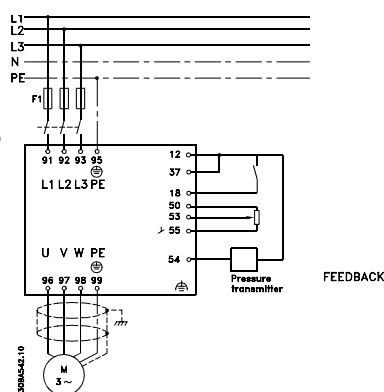 L1
L2
L3
N
PE
F1
91 92 93 95
L1 L2 L3 PE
12
37
18
50
53
55
54
U V W PE
96 97 98 99
Pressure
transmitter
FEEDBACK
M
3 ~
30BA542.10